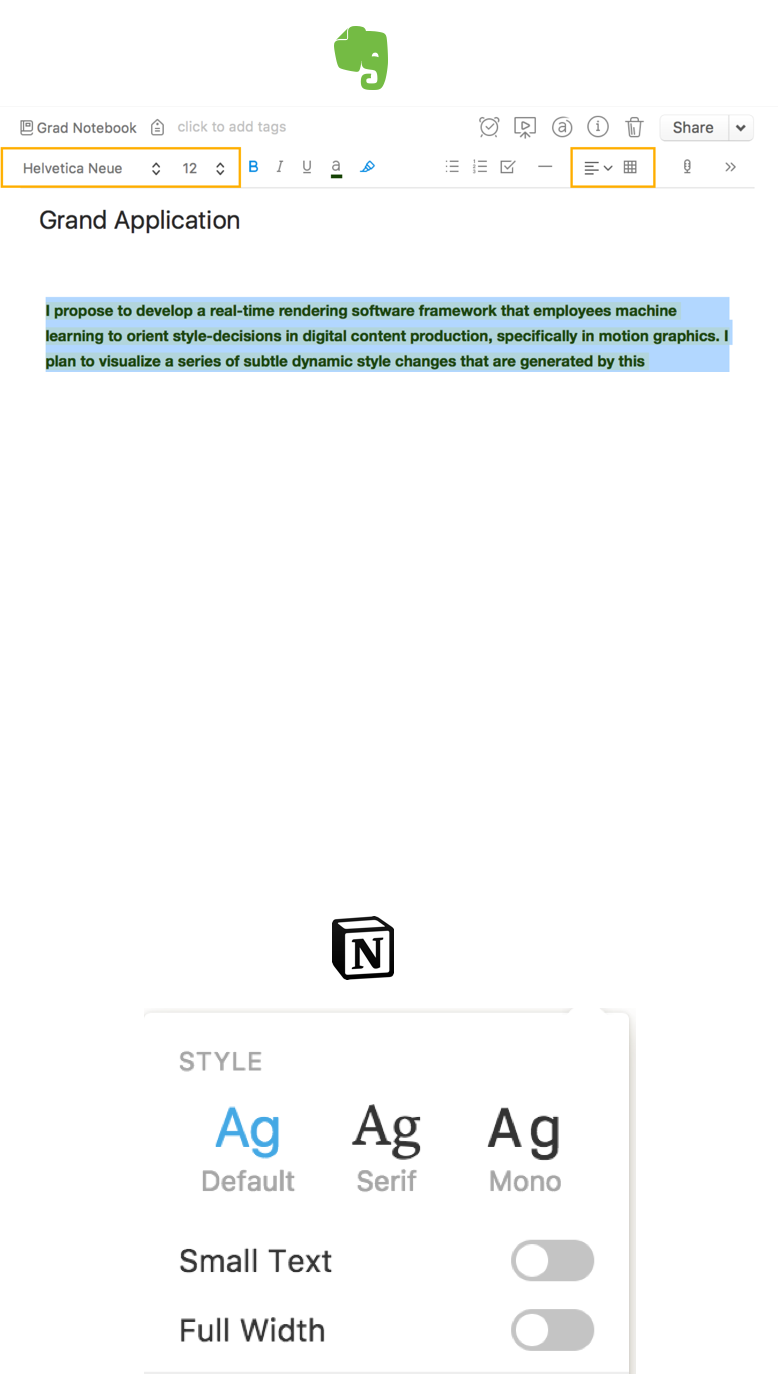 Grad Notebook click to add tags Share
Helvetica Neue 12 B I U a
Grand Application
I propose to develop a real-time rendering software framework that employees machine
learning to orient style-decisions in digital content production, specifically in motion graphics. I
plan to visualize a series of subtle dynamic style changes that are generated by this
N
STYLE
Ag Ag Ag
Default Serif Mono
Small Text
Full Width